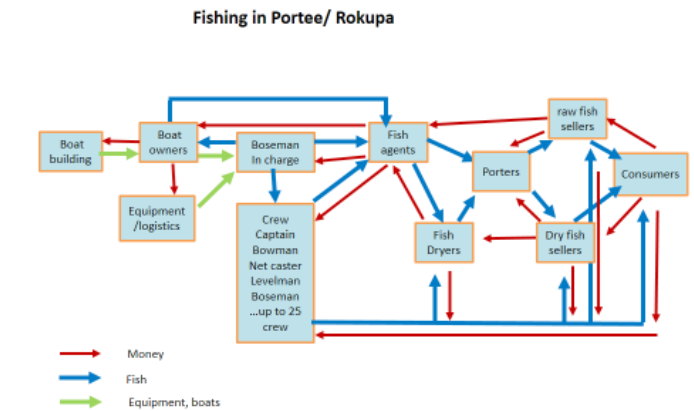 Fishing in Portee/ Rokupa
raw fish
sellers
Boat
owners
Fish
agents
Boat
building
Boseman
In charge
Porters
Consumers
Equipment
/logistics
Crew
Captain
Bowman
Net caster
Levelman
Boseman
...up to 25
crew
Fish
Dryers
Dry fish
sellers
Money
Fish
Equipment, boats